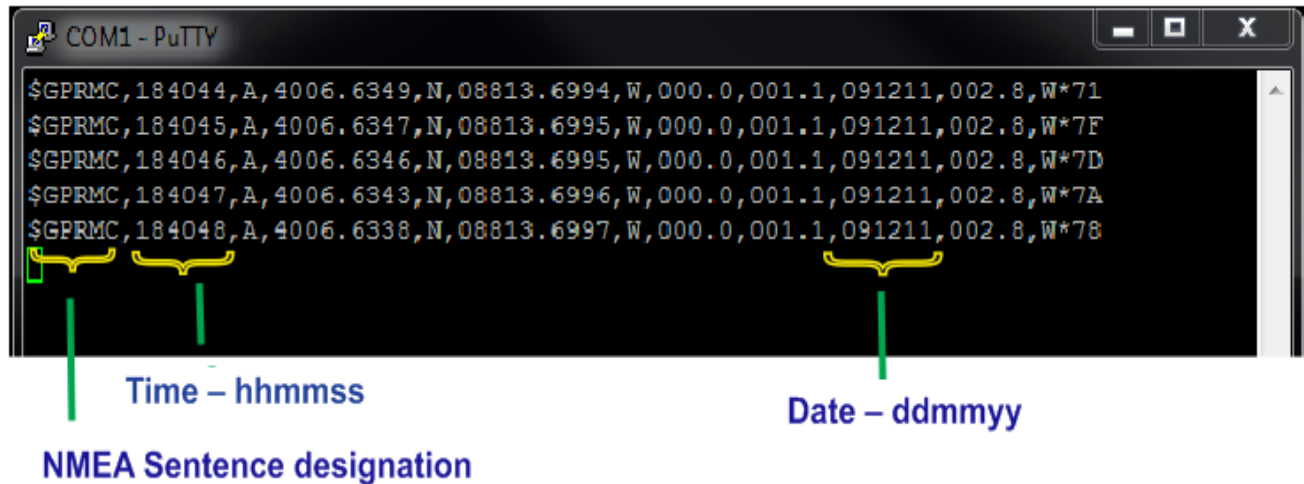 COM1 - PuTTY
$GPRMC,184044,A,4006.6349,N,08813.6994,W,000.0,001.1,091211,002.8,W*71
$GPRMC,184045,A,4006.6347,N,08813.6995,W,000.0,001.1,091211,002.8,W*7F
$GPRMC,184046,A,4006.6346,N,08813.6995,W,000.0,001.1,091211,002.8,W*7D
$GPRMC,184047,A,4006.6343,N,08813.6996,W,000.0,001.1,091211,002.8,W*7A
$GPRMC,184048,A,4006.6338,N,08813.6997,W,000.0,001.1,091211,002.8,W*78
Time – hhmmss
Date – ddmmyy
NMEA Sentence designation